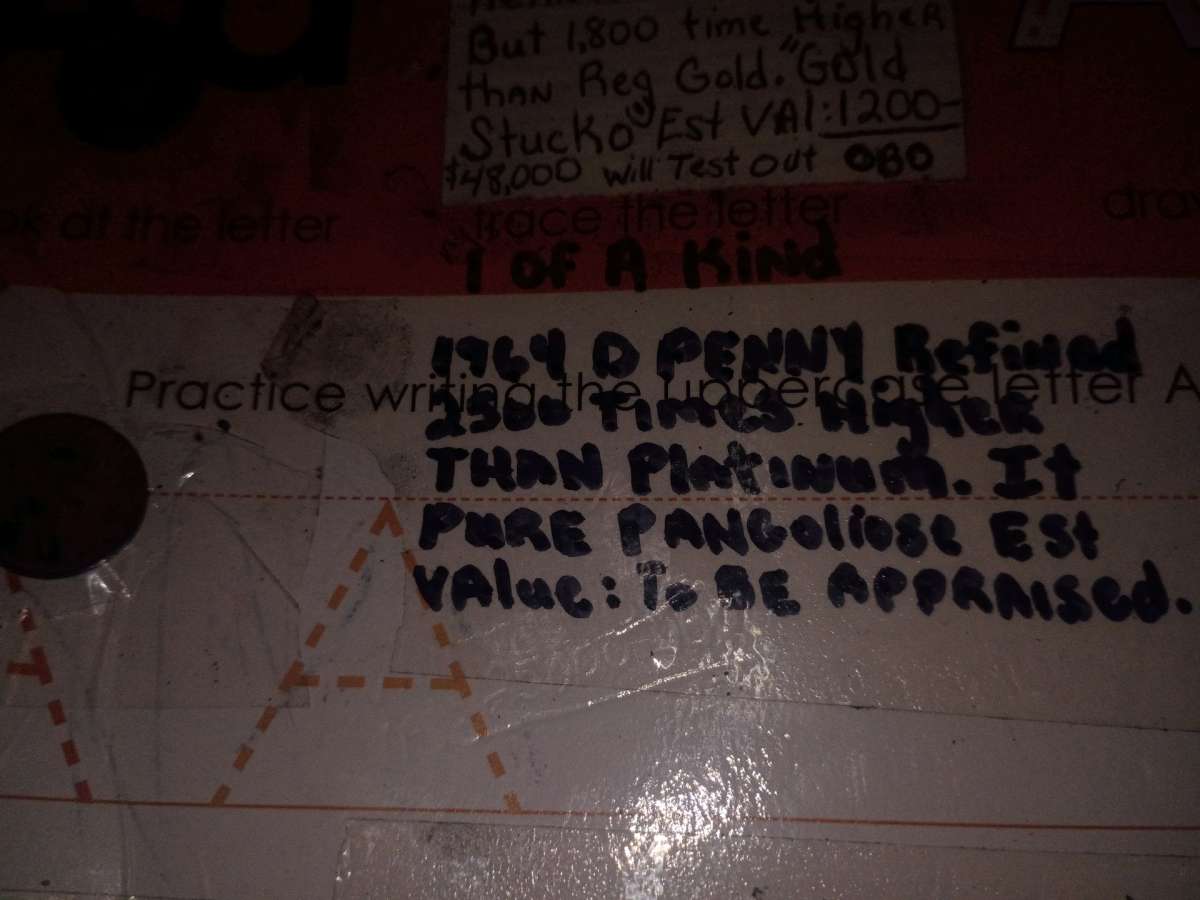 But 1,800 time Higher
than Reg Gold. "Gold
Stucko" Est VAl: 1200-
$48,000 will Test out OBO
at the letter
trace the letter
"1 OF A Kind
1964 D PENNY Refined
Practice writing the uppercase letter A
2500 TIMES Higher
THAN Platinum. It
PURE PANGoliose Est
VAlue: To BE APPRAISed.